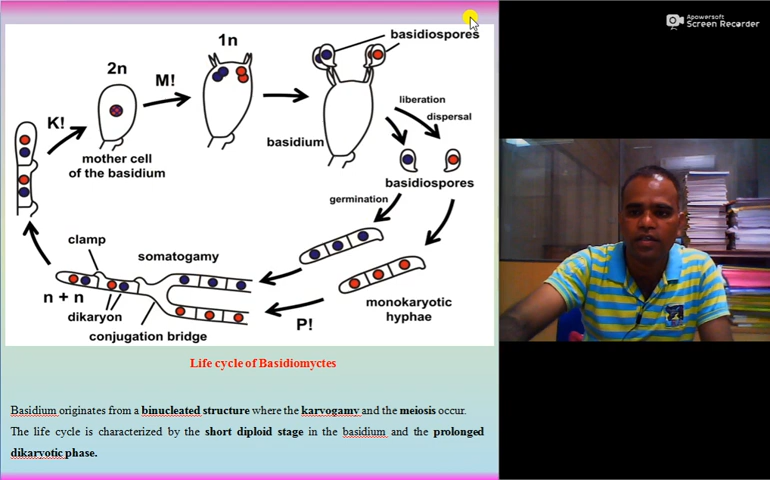 Apowersoft
Screen Recorder
1n
basidiospores
2n
M!
K!
liberation
dispersal
basidium
mother cell
of the basidium
basidiospores
germination
clamp
somatogamy
n + n
dikaryon
monokaryotic
hyphae
P!
conjugation bridge
Life cycle of Basidiomyctes
Basidium originates from a binucleated structure where the karyogamy and the meiosis occur.
The life cycle is characterized by the short diploid stage in the basidium and the prolonged
dikaryotic phase.